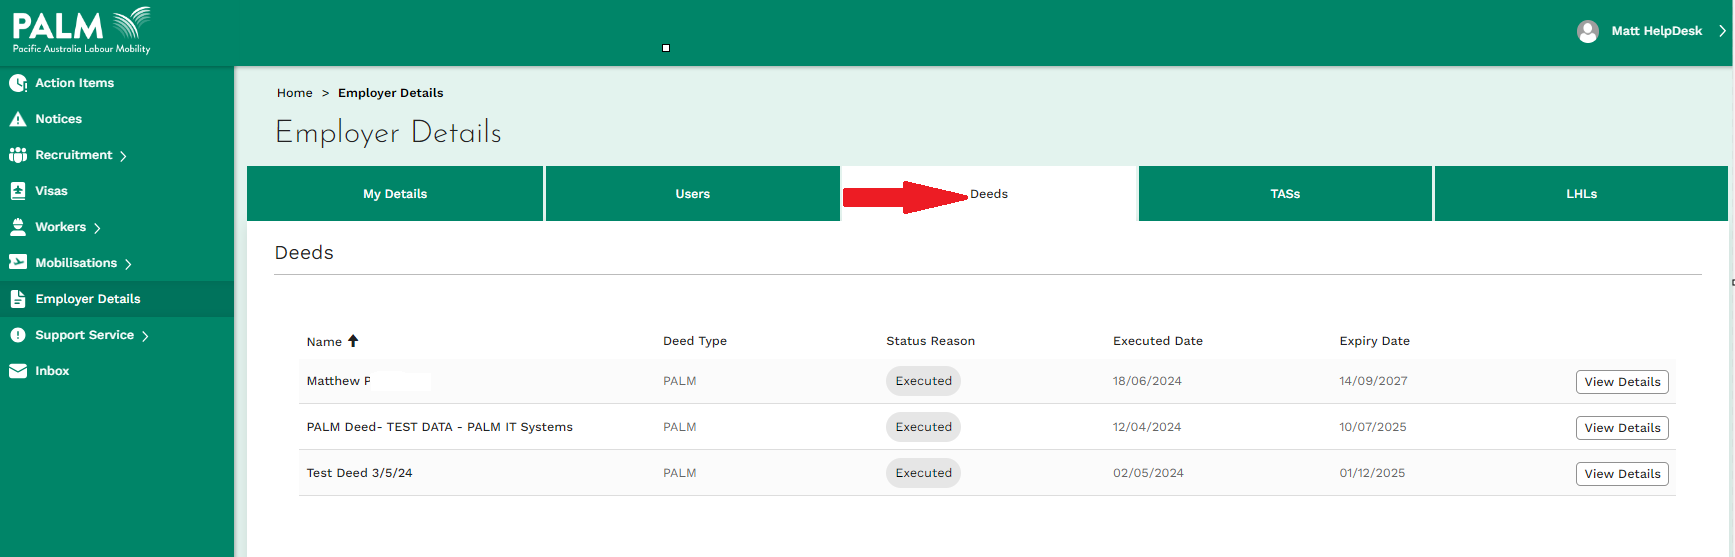 PALM
Pacific Australia Labour Mobility
Matt HelpDesk
Action Items
Notices
Recruitment
Visas
Workers
Mobilisations
Employer Details
Support Service
Inbox
Home > Employer Details
Employer Details
My Details
Users
Deeds
TASs
LHLs
Deeds
Name Deed Type Status Reason Executed Date Expiry Date
Matthew P PALM Executed 18/06/2024 14/09/2027 View Details
PALM Deed- TEST DATA - PALM IT Systems PALM Executed 12/04/2024 10/07/2025 View Details
Test Deed 3/5/24 PALM Executed 02/05/2024 01/12/2025 View Details